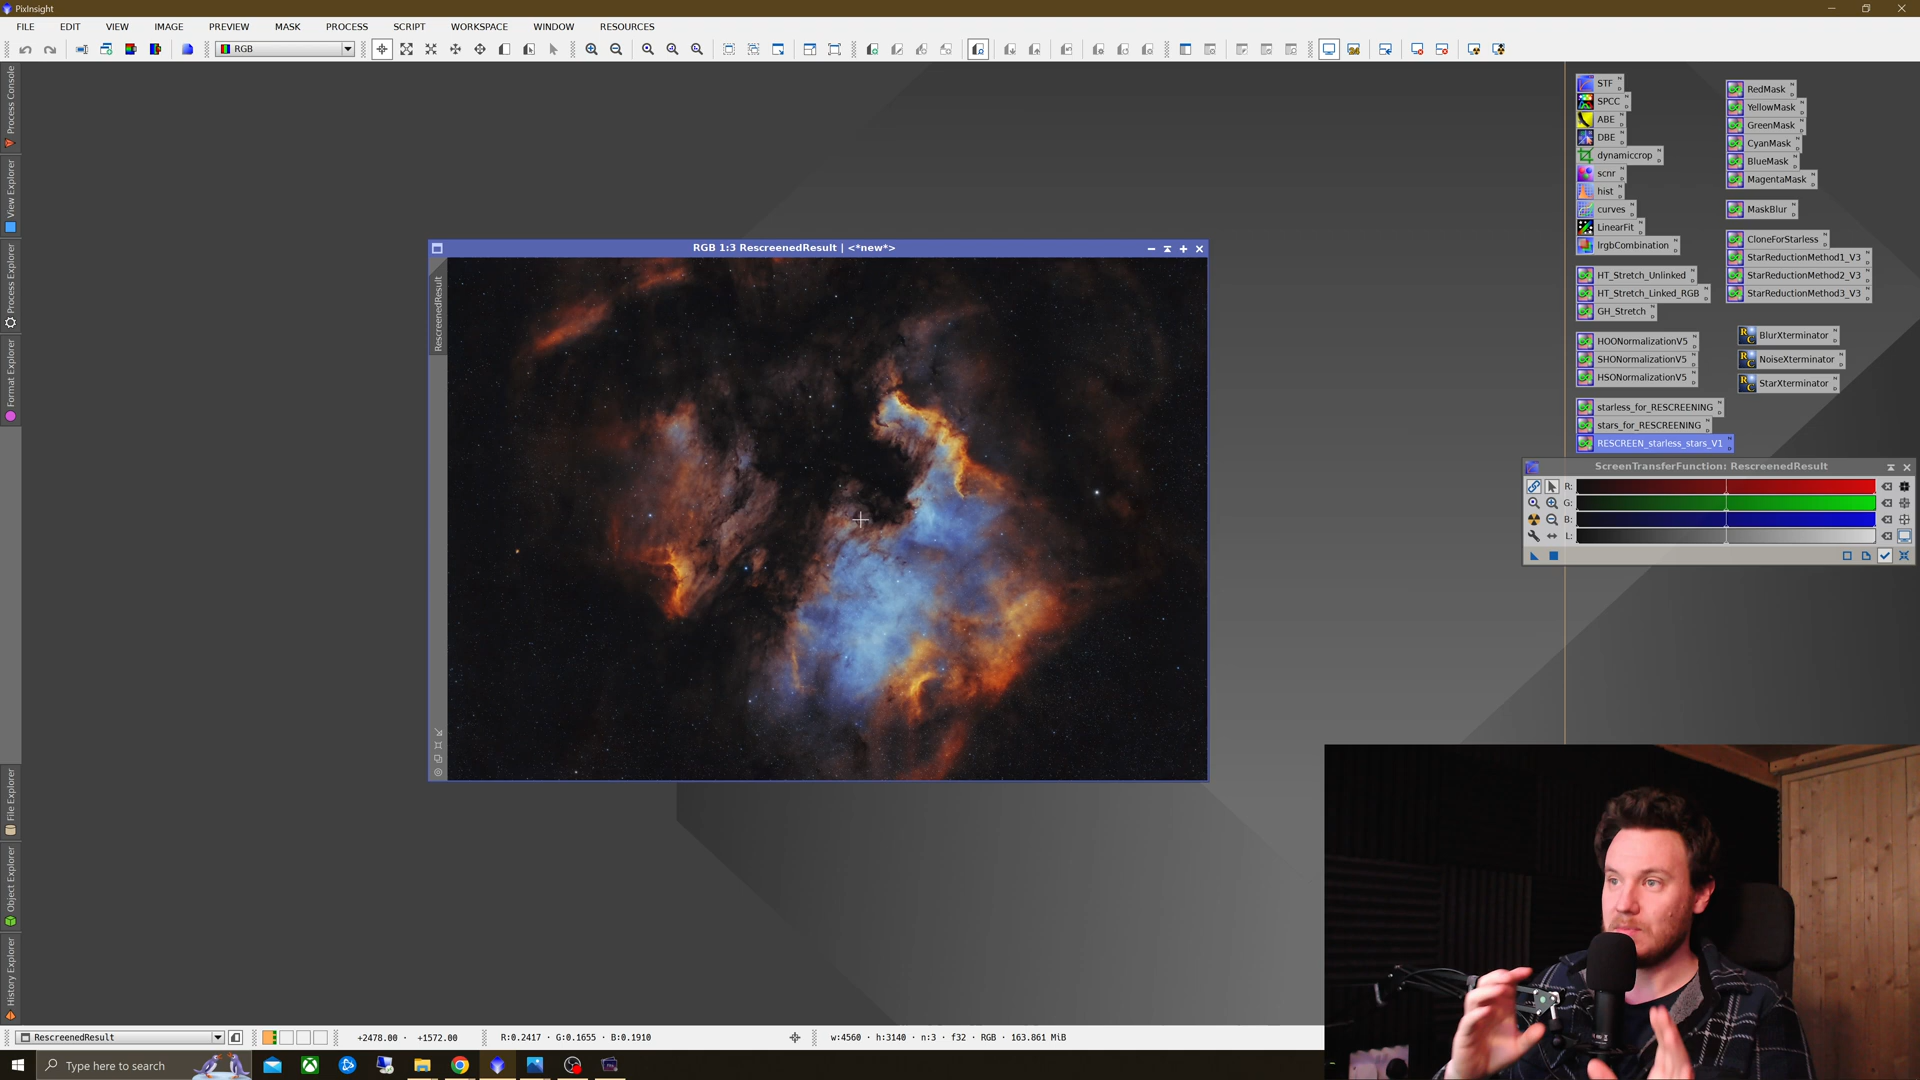 PixInsight
FILE EDIT VIEW IMAGE PREVIEW MASK PROCESS SCRIPT WORKSPACE WINDOW RESOURCES
RGB
Process Console
View Explorer
Process Explorer
Format Explorer
File Explorer
Object Explorer
History Explorer
RGB 1:3 RescreenedResult | <*new*>
RescreenedResult
STF
SPCC
ABE
DBE
dynamiccrop
scnr
hist
curves
LinearFit
lrgbCombination
HT_Stretch_Unlinked
HT_Stretch_Linked_RGB
GH_Stretch
HOONormalizationV5
SHONormalizationV5
HSONormalizationV5
starless_for_RESCREENING
stars_for_RESCREENING
RESCREEN_starless_stars_V1
RedMask
YellowMask
GreenMask
CyanMask
BlueMask
MagentaMask
MaskBlur
CloneForStarless
StarReductionMethod1_V3
StarReductionMethod2_V3
StarReductionMethod3_V3
BlurXterminator
NoiseXterminator
StarXterminator
ScreenTransferFunction: RescreenedResult
R:
G:
B:
L:
RescreenedResult
+2478.00 · +1572.00
R:0.2417 · G:0.1655 · B:0.1910
w:4560 · h:3140 · n:3 · f32 · RGB · 163.861 MiB
Type here to search